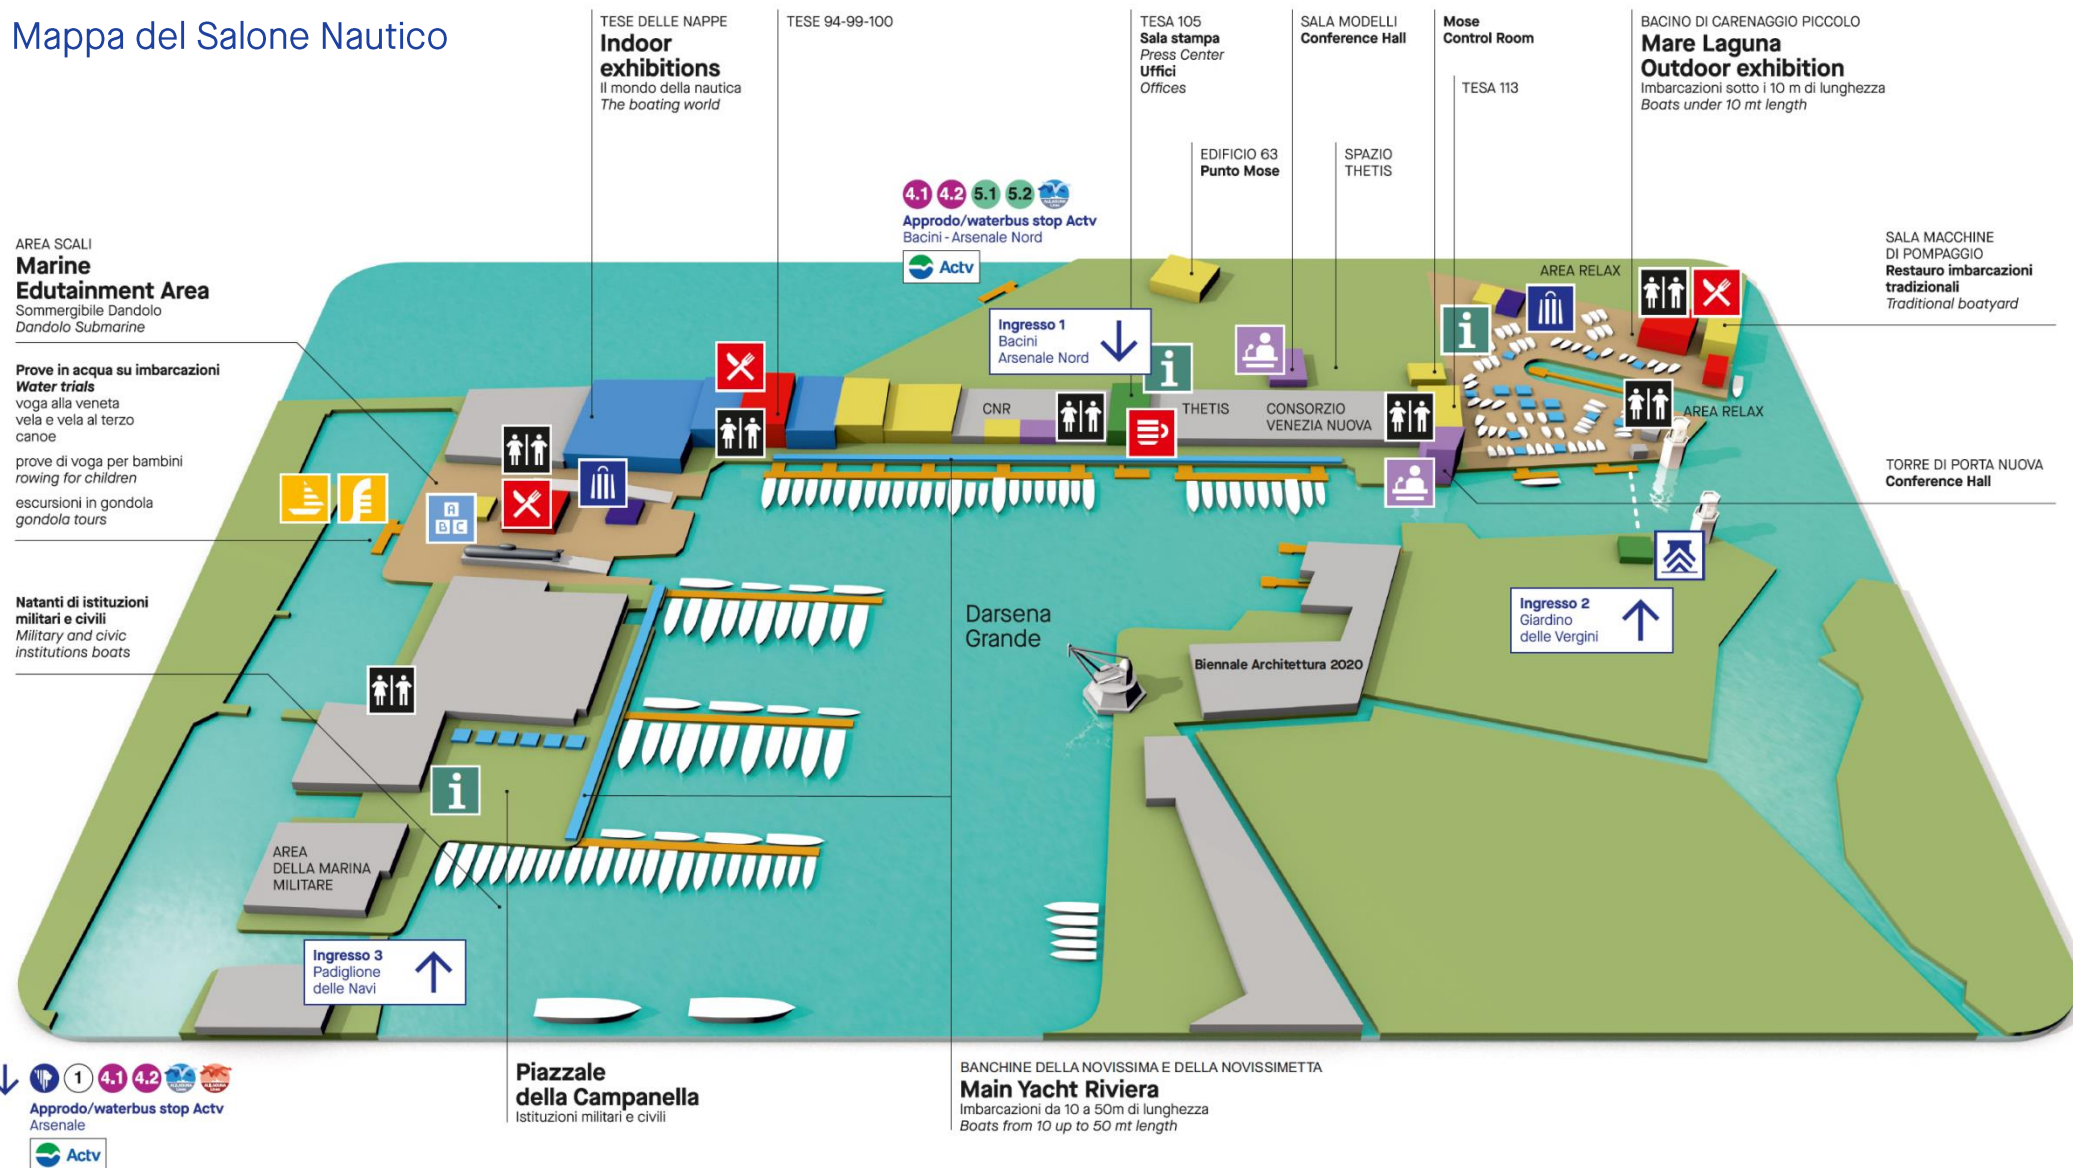 Mappa del Salone Nautico
TESE DELLE NAPPE
Indoor
exhibitions
Il mondo della nautica
The boating world
TESE 94-99-100
TESA 105
Sala stampa
Press Center
Uffici
Offices
SALA MODELLI
Conference Hall
Mose
Control Room
TESA 113
BACINO DI CARENAGGIO PICCOLO
Mare Laguna
Outdoor exhibition
Imbarcazioni sotto i 10 m di lunghezza
Boats under 10 mt length
EDIFICIO 63
Punto Mose
SPAZIO
THETIS
4.1 4.2 5.1 5.2
Approdo/waterbus stop Actv
Bacini - Arsenale Nord
Actv
AREA SCALI
Marine
Edutainment Area
Sommergibile Dandolo
Dandolo Submarine
SALA MACCHINE
DI POMPAGGIO
Restauro imbarcazioni
tradizionali
Traditional boatyard
AREA RELAX
Ingresso 1
Bacini
Arsenale Nord
i
i
Prove in acqua su imbarcazioni
Water trials
voga alla veneta
vela e vela al terzo
canoe
prove di voga per bambini
rowing for children
escursioni in gondola
gondola tours
CNR
THETIS
CONSORZIO
VENEZIA NUOVA
AREA RELAX
TORRE DI PORTA NUOVA
Conference Hall
A
B C
Natanti di istituzioni
militari e civili
Military and civic
institutions boats
Darsena
Grande
Biennale Architettura 2020
Ingresso 2
Giardino
delle Vergini
i
AREA
DELLA MARINA
MILITARE
Ingresso 3
Padiglione
delle Navi
1 4.1 4.2
Approdo/waterbus stop Actv
Arsenale
Actv
Piazzale
della Campanella
Istituzioni militari e civili
BANCHINE DELLA NOVISSIMA E DELLA NOVISSIMETTA
Main Yacht Riviera
Imbarcazioni da 10 a 50m di lunghezza
Boats from 10 up to 50 mt length